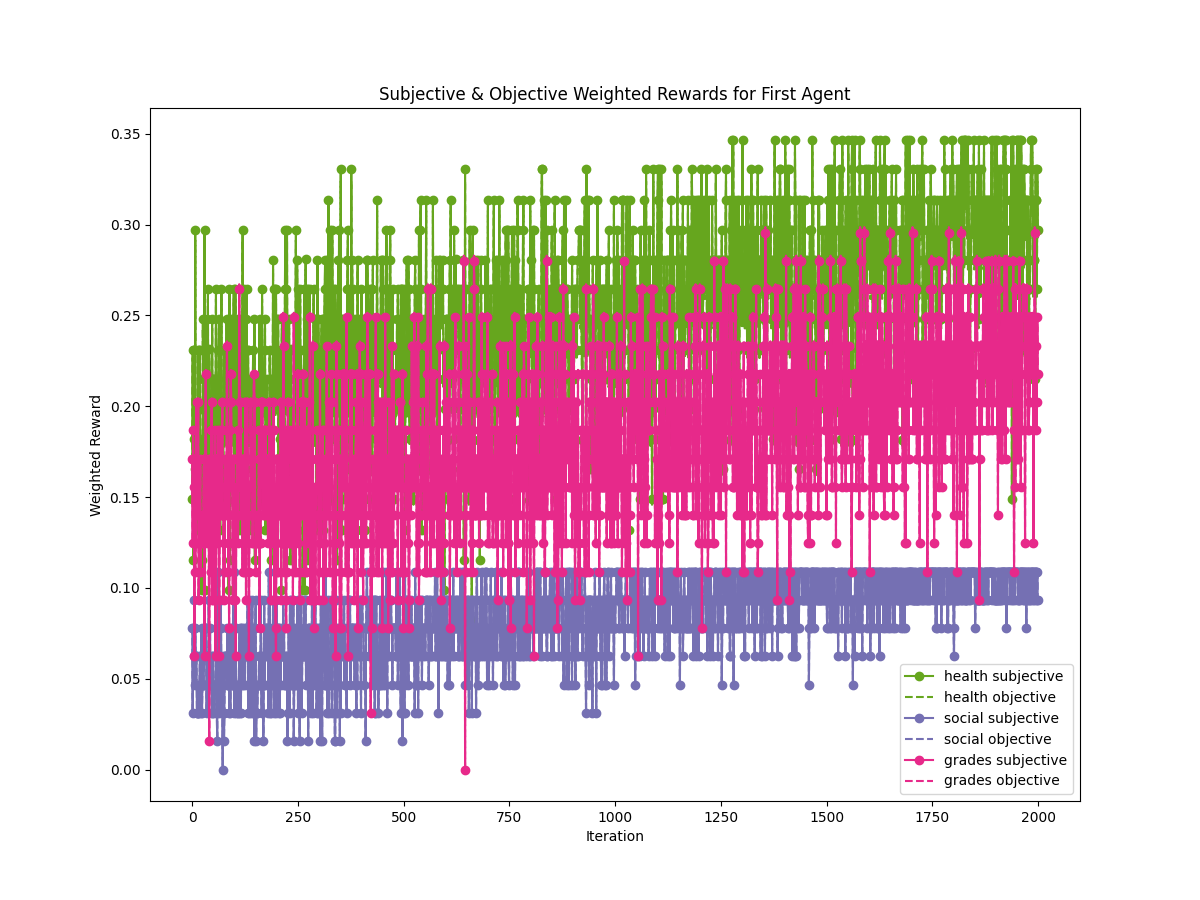 Subjective & Objective Weighted Rewards for First Agent
0.35
0.30
0.25
0.20
0.15
0.10
0.05
0.00
Weighted Reward
health subjective
health objective
social subjective
social objective
grades subjective
grades objective
0 250 500 750 1000 1250 1500 1750 2000
Iteration